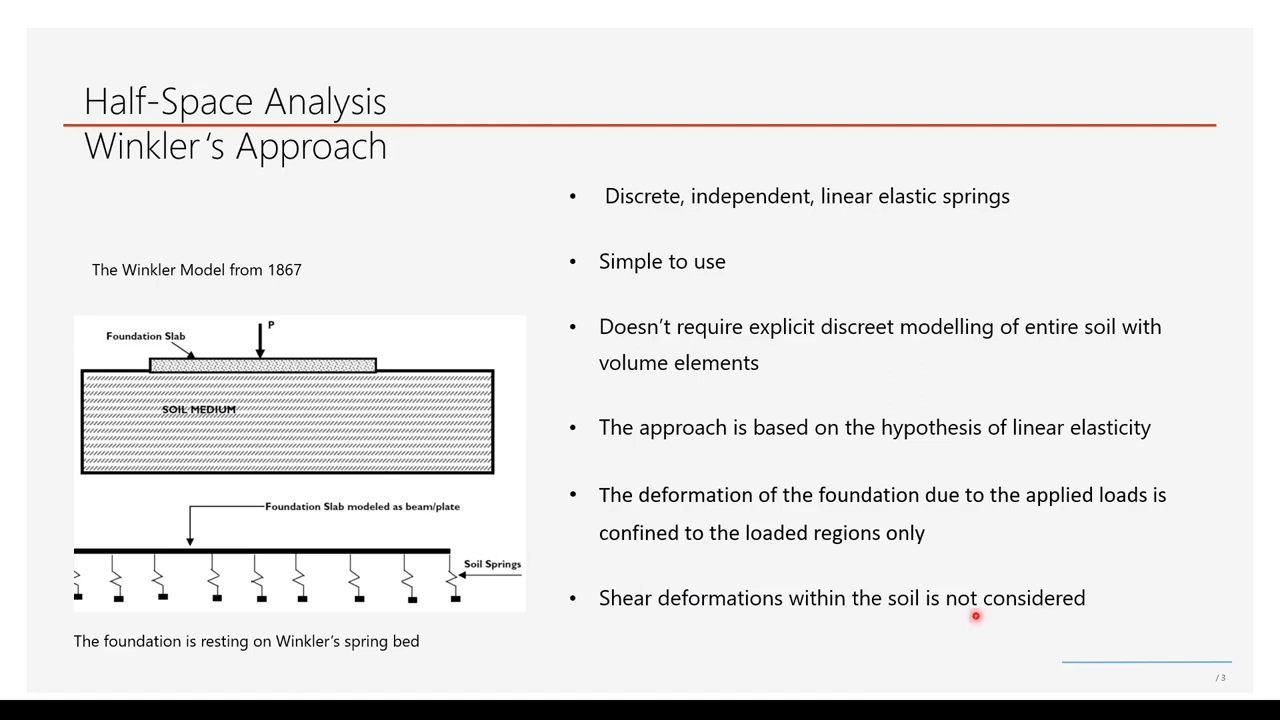 Half-Space Analysis
Winkler‘s Approach
The Winkler Model from 1867
Foundation Slab
P
SOIL MEDIUM
Foundation Slab modeled as beam/plate
Soil Springs
The foundation is resting on Winkler’s spring bed
• Discrete, independent, linear elastic springs
• Simple to use
• Doesn’t require explicit discreet modelling of entire soil with
volume elements
• The approach is based on the hypothesis of linear elasticity
• The deformation of the foundation due to the applied loads is
confined to the loaded regions only
• Shear deformations within the soil is not considered
/ 3